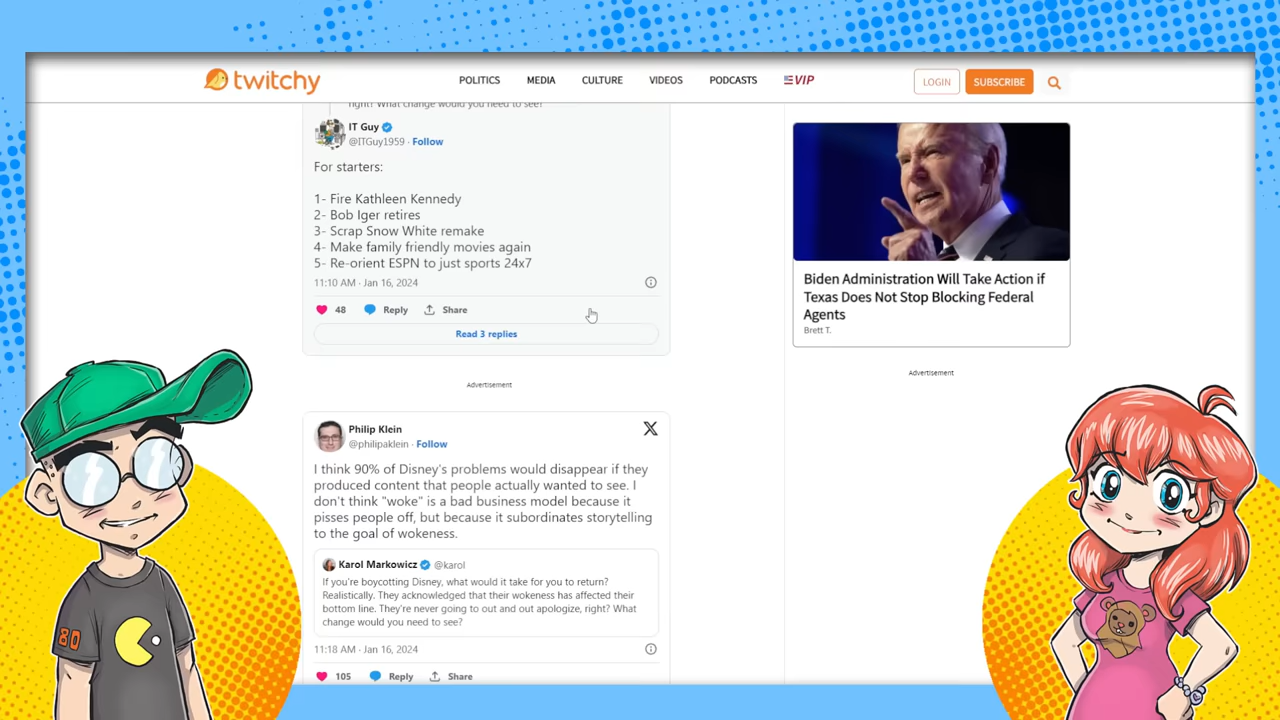 twitchy
POLITICS MEDIA CULTURE VIDEOS PODCASTS VIP
LOGIN SUBSCRIBE
right? What change would you need to see?
IT Guy
@ITGuy1959 · Follow
For starters:
1- Fire Kathleen Kennedy
2- Bob Iger retires
3- Scrap Snow White remake
4- Make family friendly movies again
5- Re-orient ESPN to just sports 24x7
11:10 AM · Jan 16, 2024
48 Reply Share
Read 3 replies
Advertisement
Philip Klein
@philipaklein · Follow
I think 90% of Disney's problems would disappear if they
produced content that people actually wanted to see. I
don't think "woke" is a bad business model because it
pisses people off, but because it subordinates storytelling
to the goal of wokeness.
Karol Markowicz @karol
If you're boycotting Disney, what would it take for you to return?
Realistically. They acknowledged that their wokeness has affected their
bottom line. They're never going to out and out apologize, right? What
change would you need to see?
11:18 AM · Jan 16, 2024
105 Reply Share
Biden Administration Will Take Action if
Texas Does Not Stop Blocking Federal
Agents
Brett T.
Advertisement
80